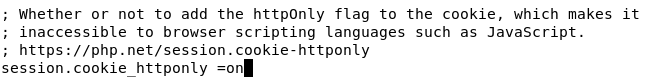 ; Whether or not to add the httpOnly flag to the cookie, which makes it
; inaccessible to browser scripting languages such as JavaScript.
; https://php.net/session.cookie-httponly
session.cookie_httponly =on